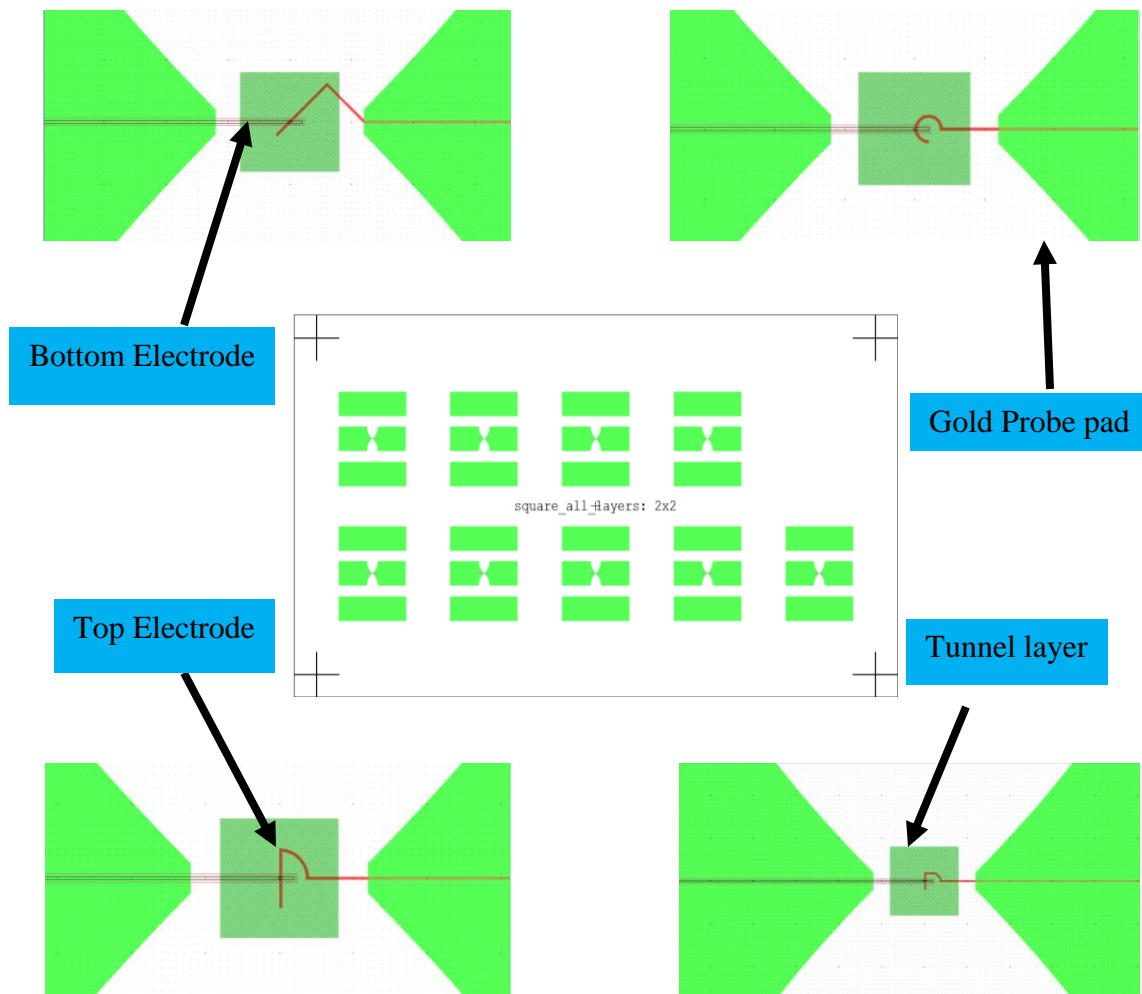 Bottom Electrode
Gold Probe pad
square_all_layers: 2x2
Top Electrode
Tunnel layer